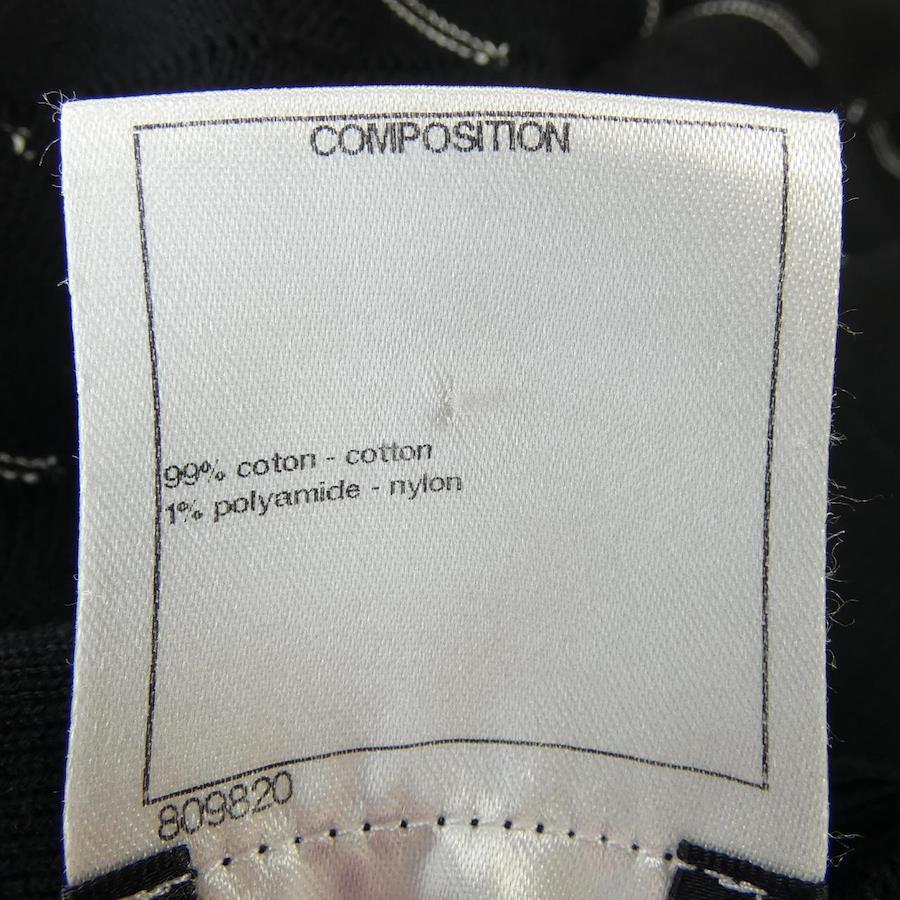 COMPOSITION
99% coton - cotton
1% polyamide - nylon
809820